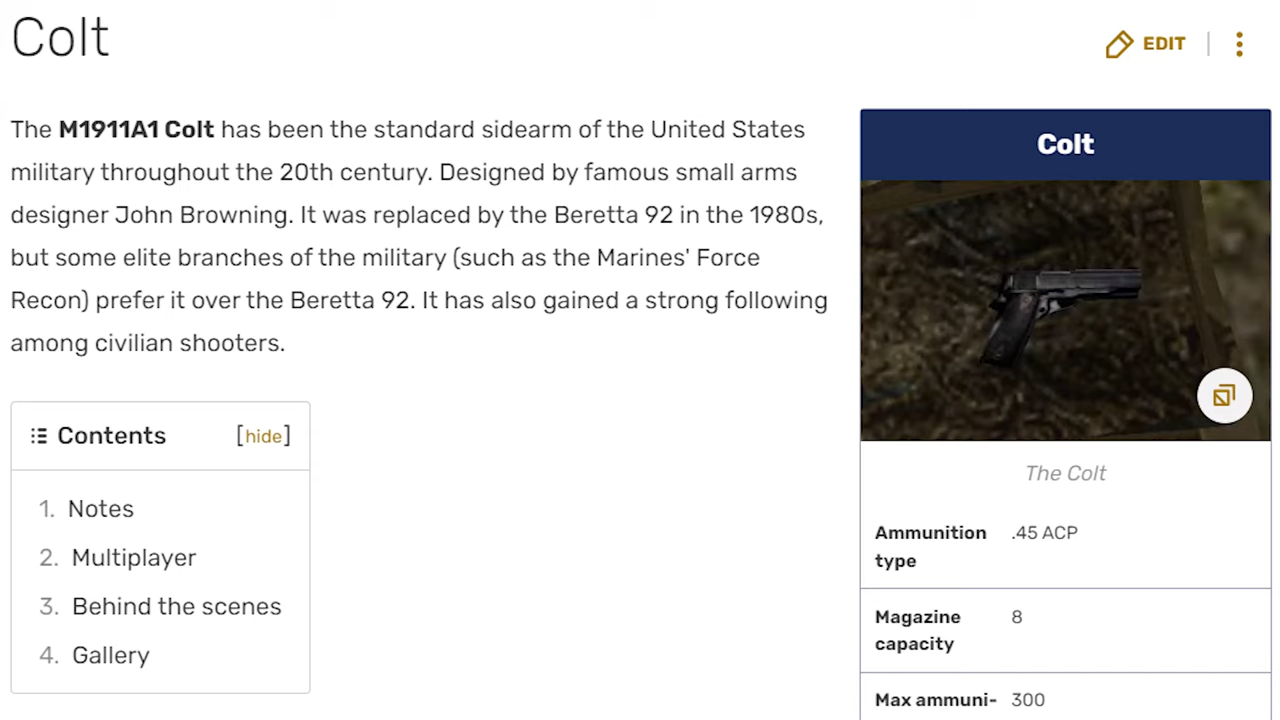 Colt
EDIT
The M1911A1 Colt has been the standard sidearm of the United States
military throughout the 20th century. Designed by famous small arms
designer John Browning. It was replaced by the Beretta 92 in the 1980s,
but some elite branches of the military (such as the Marines' Force
Recon) prefer it over the Beretta 92. It has also gained a strong following
among civilian shooters.
Contents [hide]
1. Notes
2. Multiplayer
3. Behind the scenes
4. Gallery
Colt
The Colt
Ammunition .45 ACP
type
Magazine 8
capacity
Max ammuni- 300